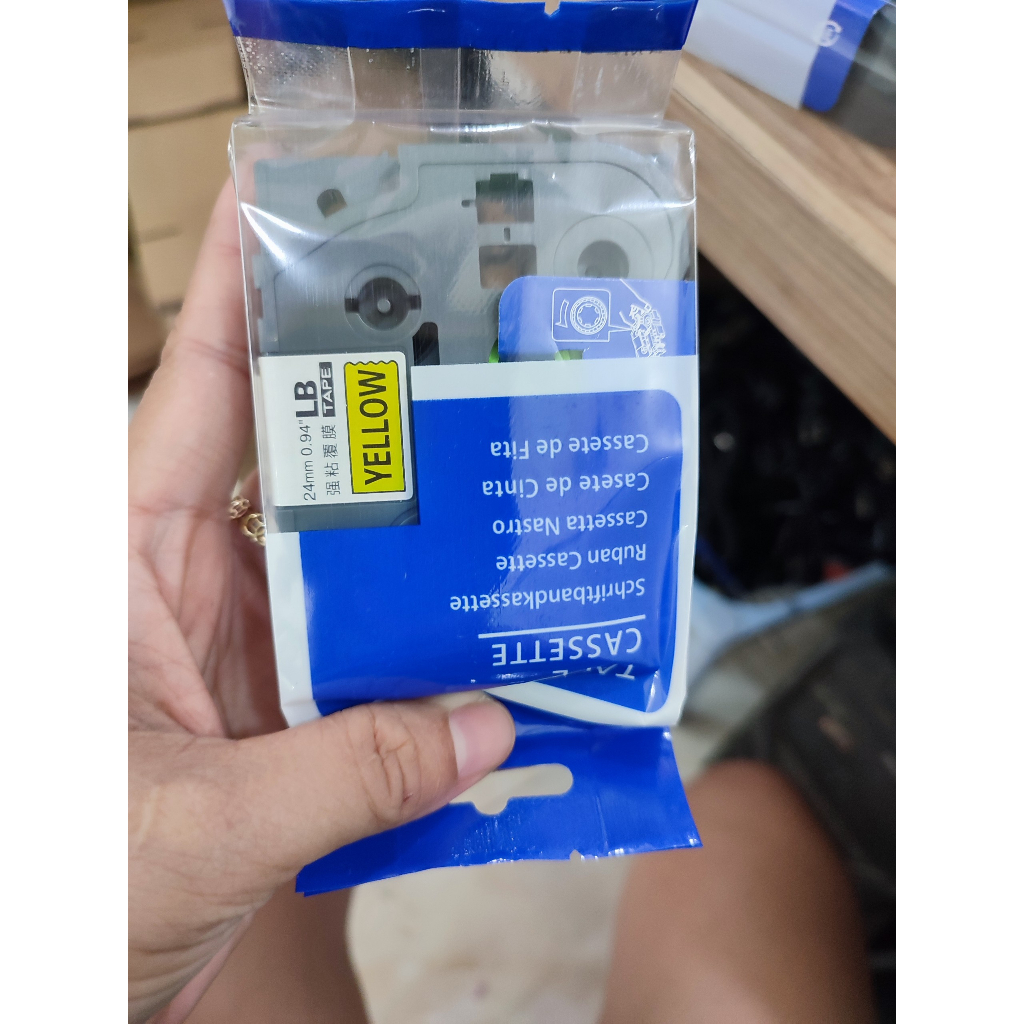 24mm 0.94" LB
TAPE
强粘覆膜
YELLOW
TAPE
CASSETTE
Schriftbandkassette
Ruban Cassette
Cassetta Nastro
Casete de Cinta
Cassete de Fita